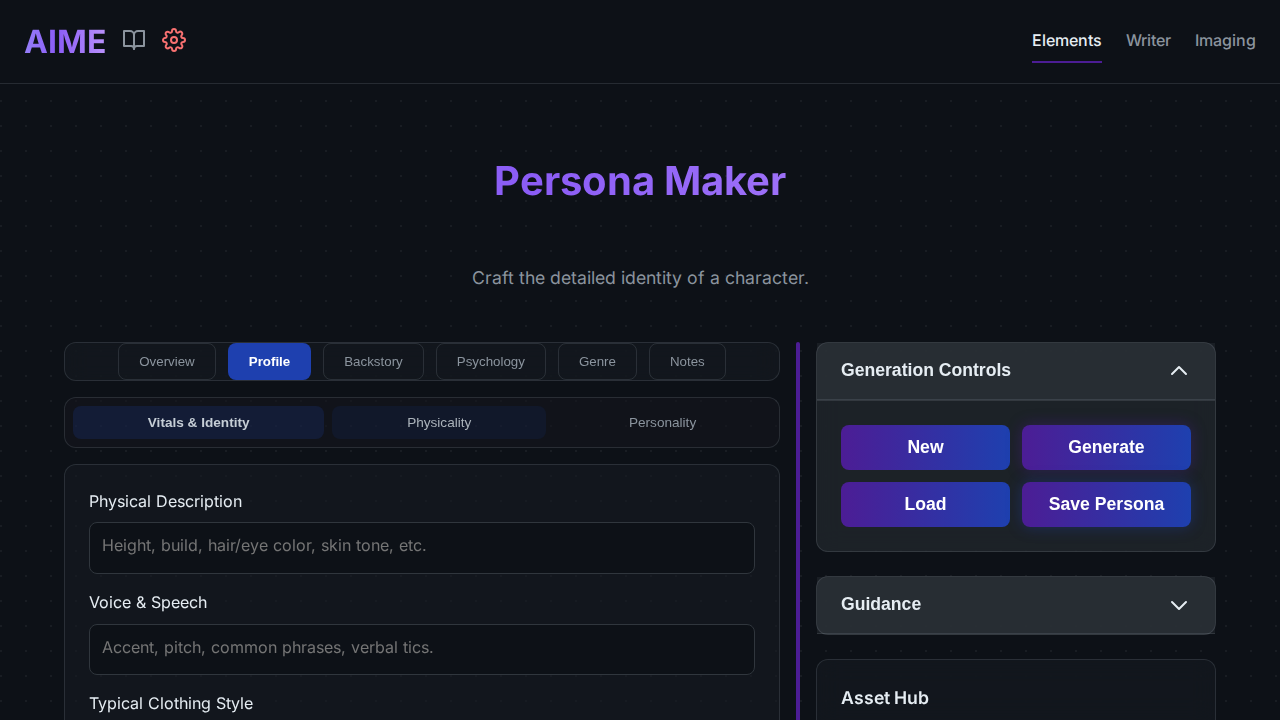 AIME
Elements Writer Imaging
Persona Maker
Craft the detailed identity of a character.
Overview Profile Backstory Psychology Genre Notes
Vitals & Identity Physicality Personality
Physical Description
Height, build, hair/eye color, skin tone, etc.
Voice & Speech
Accent, pitch, common phrases, verbal tics.
Typical Clothing Style
Generation Controls
New Generate
Load Save Persona
Guidance
Asset Hub